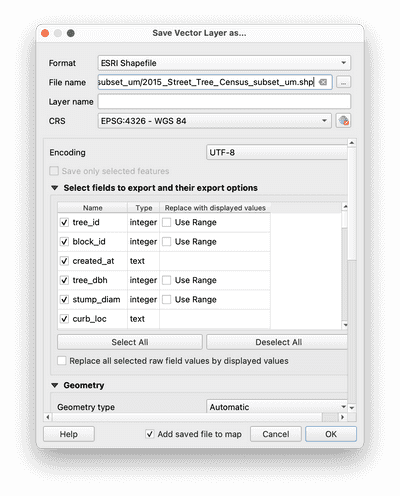 Save Vector Layer as...
Format ESRI Shapefile
File name subset_um/2015_Street_Tree_Census_subset_um.shp ...
Layer name
CRS EPSG:4326 - WGS 84
Encoding UTF-8
Save only selected features
Select fields to export and their export options
Name Type Replace with displayed values
tree_id integer Use Range
block_id integer Use Range
created_at text
tree_dbh integer Use Range
stump_diam integer Use Range
curb_loc text
Select All Deselect All
Replace all selected raw field values by displayed values
Geometry
Geometry type Automatic
Help Add saved file to map Cancel OK